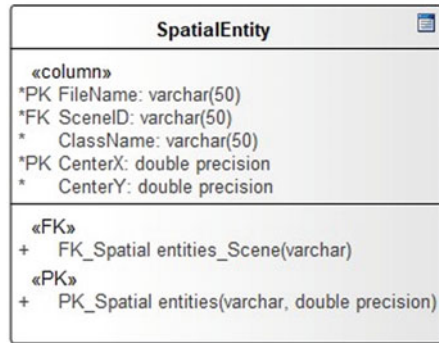 SpatialEntity
«column»
*PK FileName: varchar(50)
*FK SceneID: varchar(50)
* ClassName: varchar(50)
*PK CenterX: double precision
* CenterY: double precision
«FK»
+ FK_Spatial entities_Scene(varchar)
«PK»
+ PK_Spatial entities(varchar, double precision)